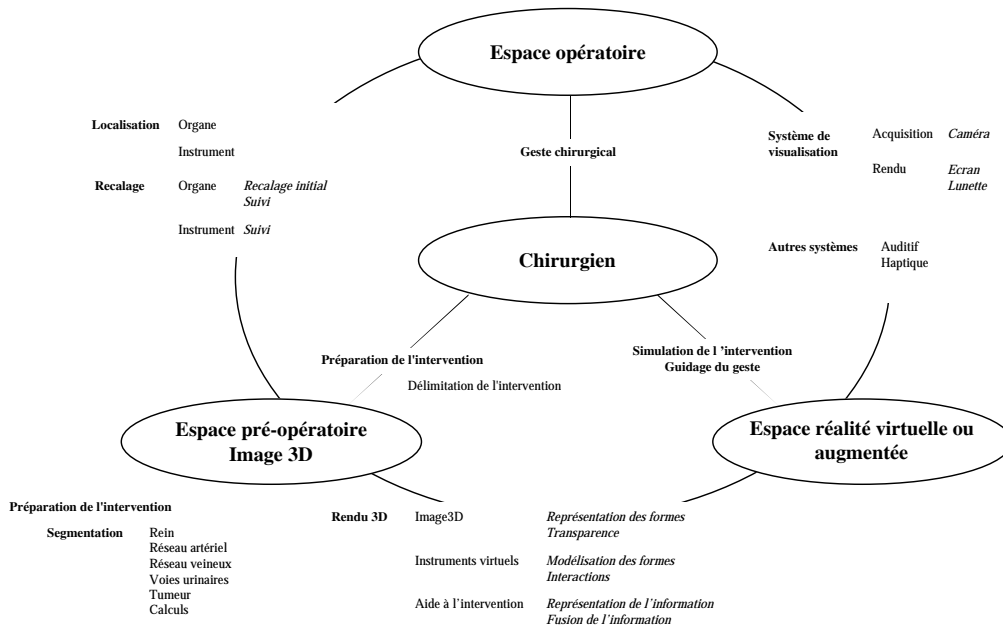 Espace opératoire
Localisation Organe
Instrument
Recalage Organe Recalage initial
Suivi
Instrument Suivi
Geste chirurgical
Système de visualisation Acquisition Caméra
Rendu Ecran
Lunette
Autres systèmes Auditif
Haptique
Chirurgien
Préparation de l'intervention
Délimitation de l'intervention
Simulation de l 'intervention
Guidage du geste
Espace pré-opératoire
Image 3D
Espace réalité virtuelle ou
augmentée
Préparation de l'intervention
Segmentation Rein
Réseau artériel
Réseau veineux
Voies urinaires
Tumeur
Calculs
Rendu 3D Image3D Représentation des formes
Transparence
Instruments virtuels Modélisation des formes
Interactions
Aide à l'intervention Représentation de l'information
Fusion de l'information